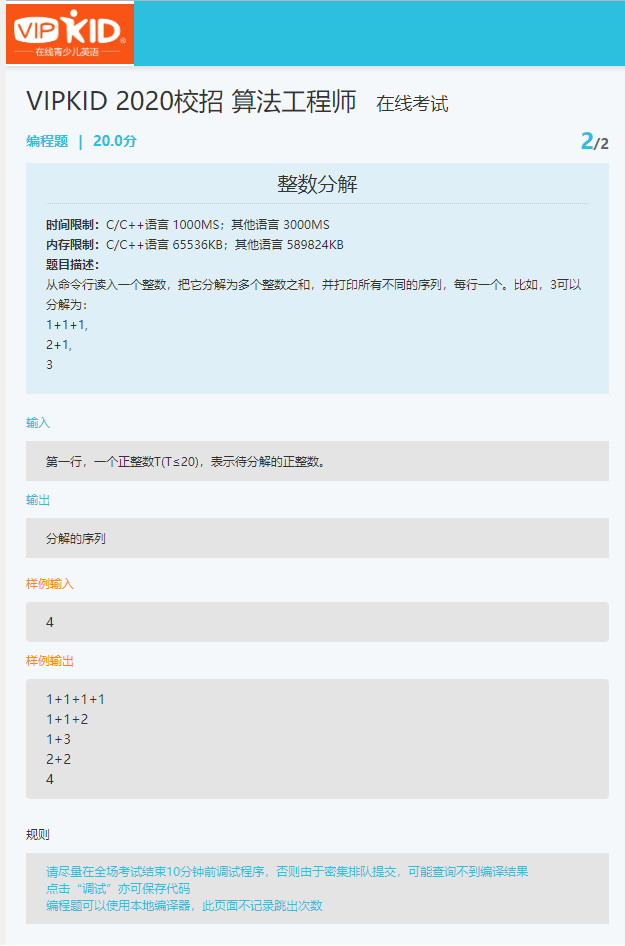 VIPKID®
在线青少儿英语
VIPKID 2020校招 算法工程师 在线考试
编程题 | 20.0分 2/2
整数分解
时间限制：C/C++语言 1000MS；其他语言 3000MS
内存限制：C/C++语言 65536KB；其他语言 589824KB
题目描述：
从命令行读入一个整数，把它分解为多个整数之和，并打印所有不同的序列，每行一个。比如，3可以
分解为：
1+1+1,
2+1,
3
输入
第一行，一个正整数T(T≤20)，表示待分解的正整数。
输出
分解的序列
样例输入
4
样例输出
1+1+1+1
1+1+2
1+3
2+2
4
规则
请尽量在全场考试结束10分钟前调试程序，否则由于密集排队提交，可能查询不到编译结果
点击“调试”亦可保存代码
编程题可以使用本地编译器，此页面不记录跳出次数